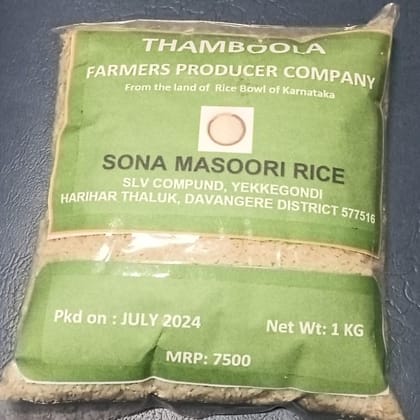 THAMBOOLA
FARMERS PRODUCER COMPANY
From the land of Rice Bowl of Karnataka
SONA MASOORI RICE
SLV COMPUND, YEKKEGONDI
HARIHAR THALUK, DAVANGERE DISTRICT 577516
Pkd on : JULY 2024
Net Wt: 1 KG
MRP: 7500